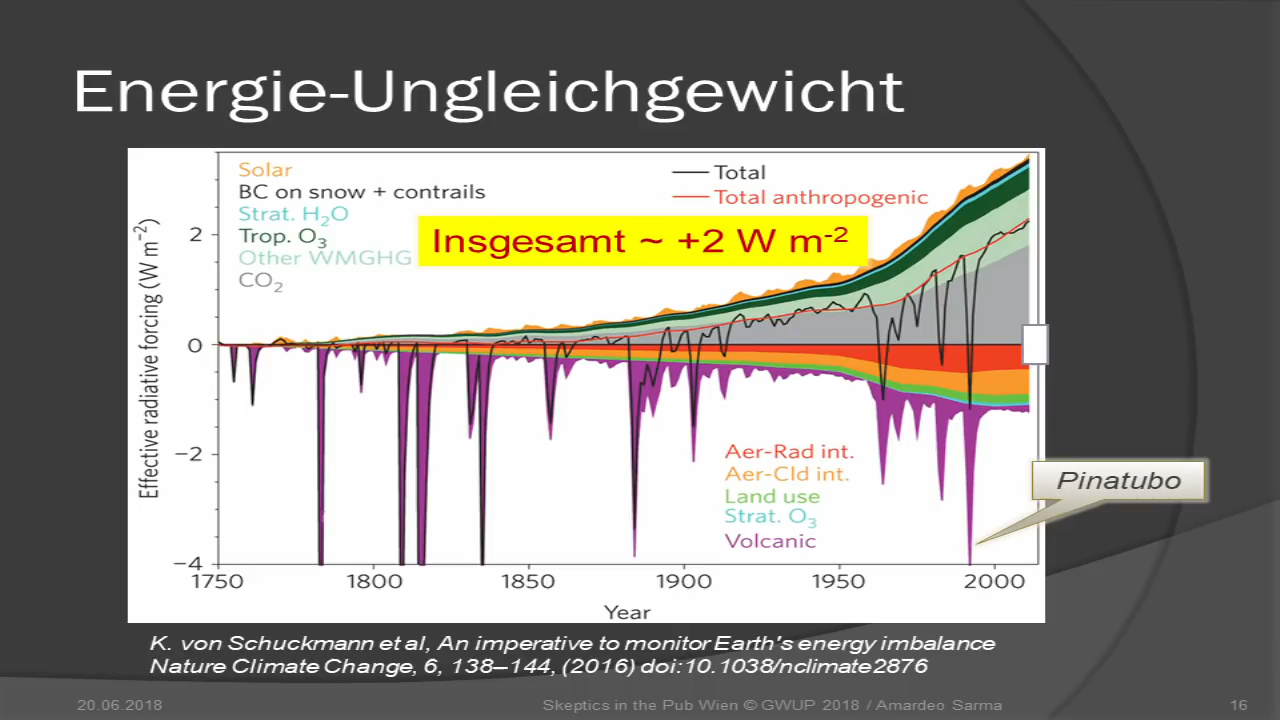 Energie-Ungleichgewicht
Solar
BC on snow + contrails
Strat. H₂O
Trop. O₃
Other WMGHG
CO₂
Total
Total anthropogenic
Insgesamt ~ +2 W m⁻²
Effective radiative forcing (W m⁻²)
2
0
−2
−4
Aer-Rad int.
Aer-Cld int.
Land use
Strat. O₃
Volcanic
Pinatubo
1750 1800 1850 1900 1950 2000
Year
K. von Schuckmann et al, An imperative to monitor Earth's energy imbalance
Nature Climate Change, 6, 138–144, (2016) doi:10.1038/nclimate2876
20.06.2018 Skeptics in the Pub Wien © GWUP 2018 / Amardeo Sarma 16